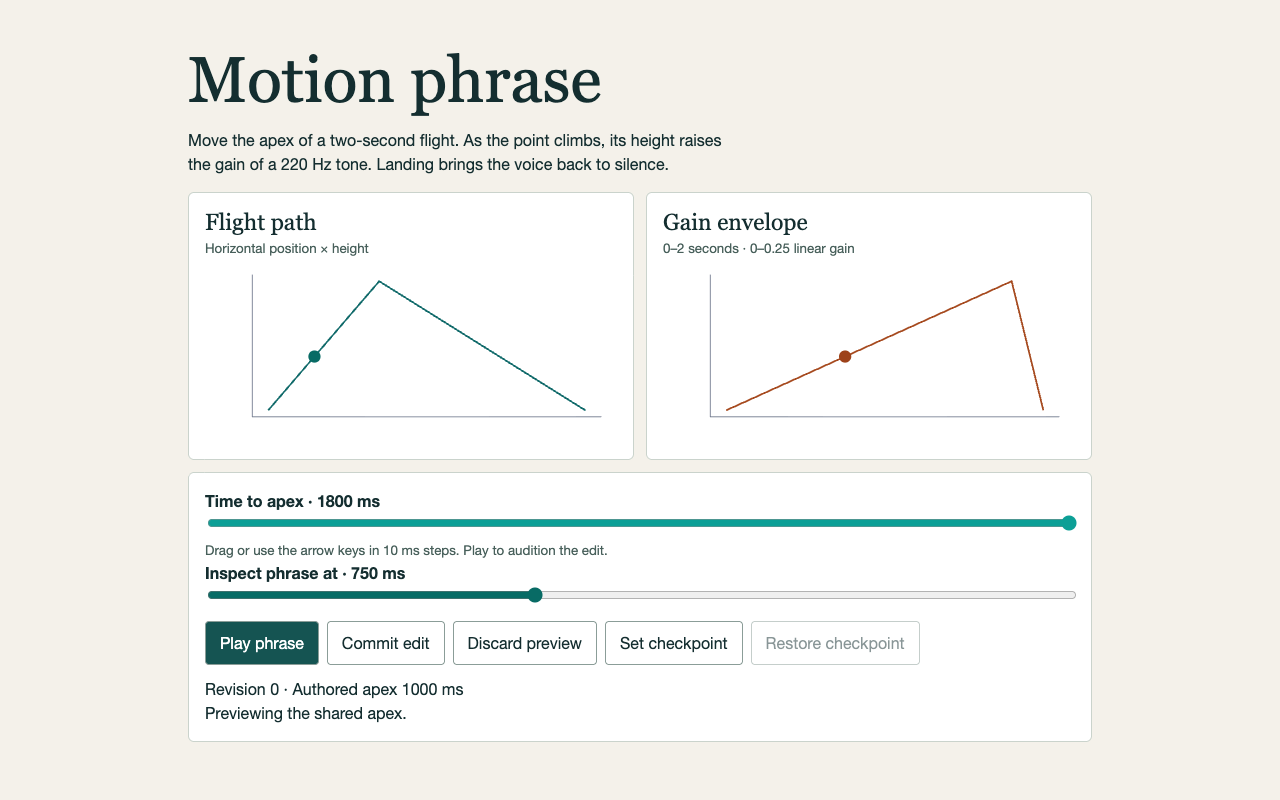 Motion phrase
Move the apex of a two-second flight. As the point climbs, its height raises
the gain of a 220 Hz tone. Landing brings the voice back to silence.
Flight path
Horizontal position × height
Gain envelope
0–2 seconds · 0–0.25 linear gain
Time to apex · 1800 ms
Drag or use the arrow keys in 10 ms steps. Play to audition the edit.
Inspect phrase at · 750 ms
Play phrase
Commit edit
Discard preview
Set checkpoint
Restore checkpoint
Revision 0 · Authored apex 1000 ms
Previewing the shared apex.